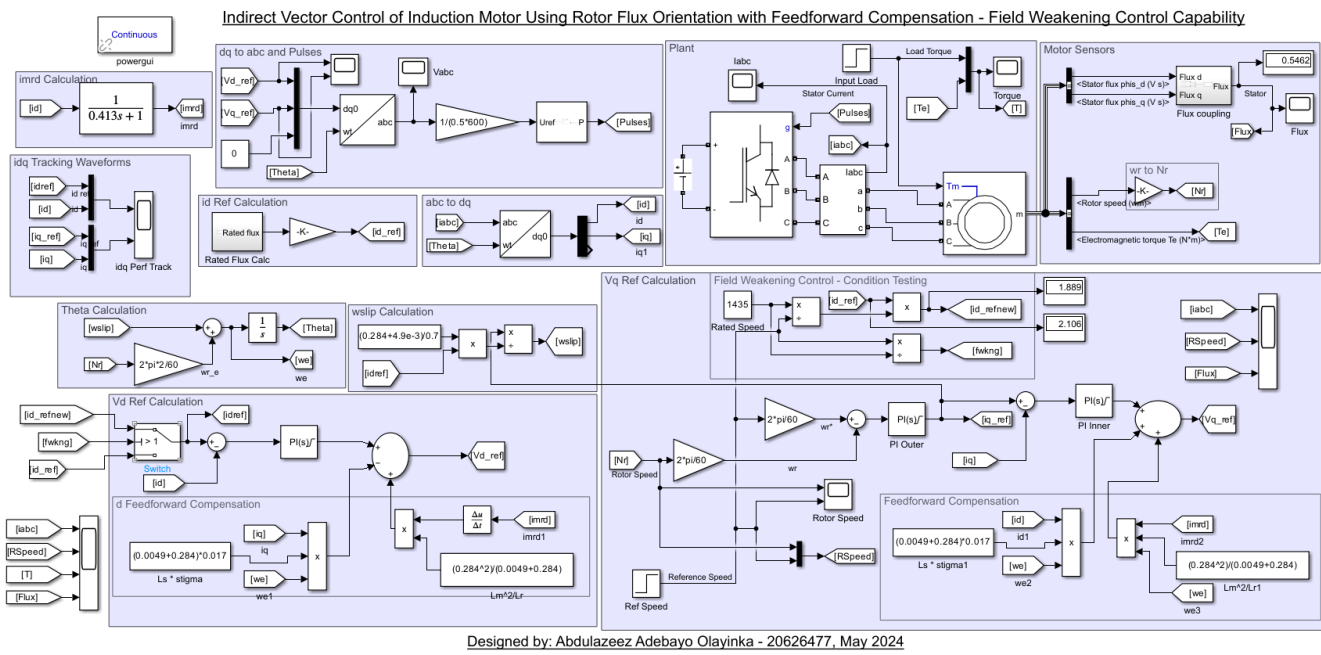 Indirect Vector Control of Induction Motor Using Rotor Flux Orientation with Feedforward Compensation - Field Weakening Control Capability
Continuous
powergui
imrd Calculation
[id]
1
0.413s + 1
[imrd]
imrd
dq to abc and Pulses
[Vd_ref]
[Vq_ref]
0
[Theta]
dq0
wt
abc
Vabc
1/(0.5*600)
Uref
P
[Pulses]
Plant
Iabc
Input Load
Load Torque
Stator Current
[Te]
Torque
[T]
[Pulses]
g
[iabc]
+
-
A
B
C
A
B
C
Iabc
a
b
c
Tm
A
B
C
m
Motor Sensors
Flux d
<Stator flux phis_d (V s)>
Flux q
<Stator flux phis_q (V s)>
Flux
Flux coupling
0.5462
Stator
[Flux]
Flux
wr to Nr
-K-
[Nr]
<Rotor speed (wm)>
[Te]
<Electromagnetic torque Te (N*m)>
idq Tracking Waveforms
[idref]
id ref
[id]
id
[iq_ref]
[iq]
iq
idq Perf Track
id Ref Calculation
Rated flux
Rated Flux Calc
-K-
[id_ref]
abc to dq
[iabc]
[Theta]
abc
wt
dq0
[id]
id
[iq]
iq1
Theta Calculation
[wslip]
[Nr]
2*pi*2/60
wr_e
1
s
[Theta]
[we]
we
wslip Calculation
(0.284+4.9e-3)/0.7
[idref]
x
x
÷
[wslip]
Vq Ref Calculation
Field Weakening Control - Condition Testing
1435
Rated Speed
x
÷
[id_ref]
x
[id_refnew]
1.889
2.106
x
÷
[fwkng]
[iabc]
[RSpeed]
[Flux]
Vd Ref Calculation
[id_refnew]
[fwkng]
[id_ref]
> 1
Switch
[idref]
[id]
PI(s)
[Vd_ref]
d Feedforward Compensation
(0.0049+0.284)*0.017
Ls * stigma
[iq]
iq
[we]
we1
x
x
Δu
Δt
[imrd]
imrd1
(0.284^2)/(0.0049+0.284)
Lm^2/Lr
[iabc]
[RSpeed]
[T]
[Flux]
[Nr]
Rotor Speed
2*pi/60
wr
2*pi/60
wr*
PI(s)
PI Outer
[iq_ref]
[iq]
PI(s)
PI Inner
[Vq_ref]
Rotor Speed
[RSpeed]
Reference Speed
Ref Speed
Feedforward Compensation
(0.0049+0.284)*0.017
Ls * stigma1
[id]
id1
[we]
we2
x
x
[imrd]
imrd2
(0.284^2)/(0.0049+0.284)
Lm^2/Lr1
[we]
we3
Designed by: Abdulazeez Adebayo Olayinka - 20626477, May 2024